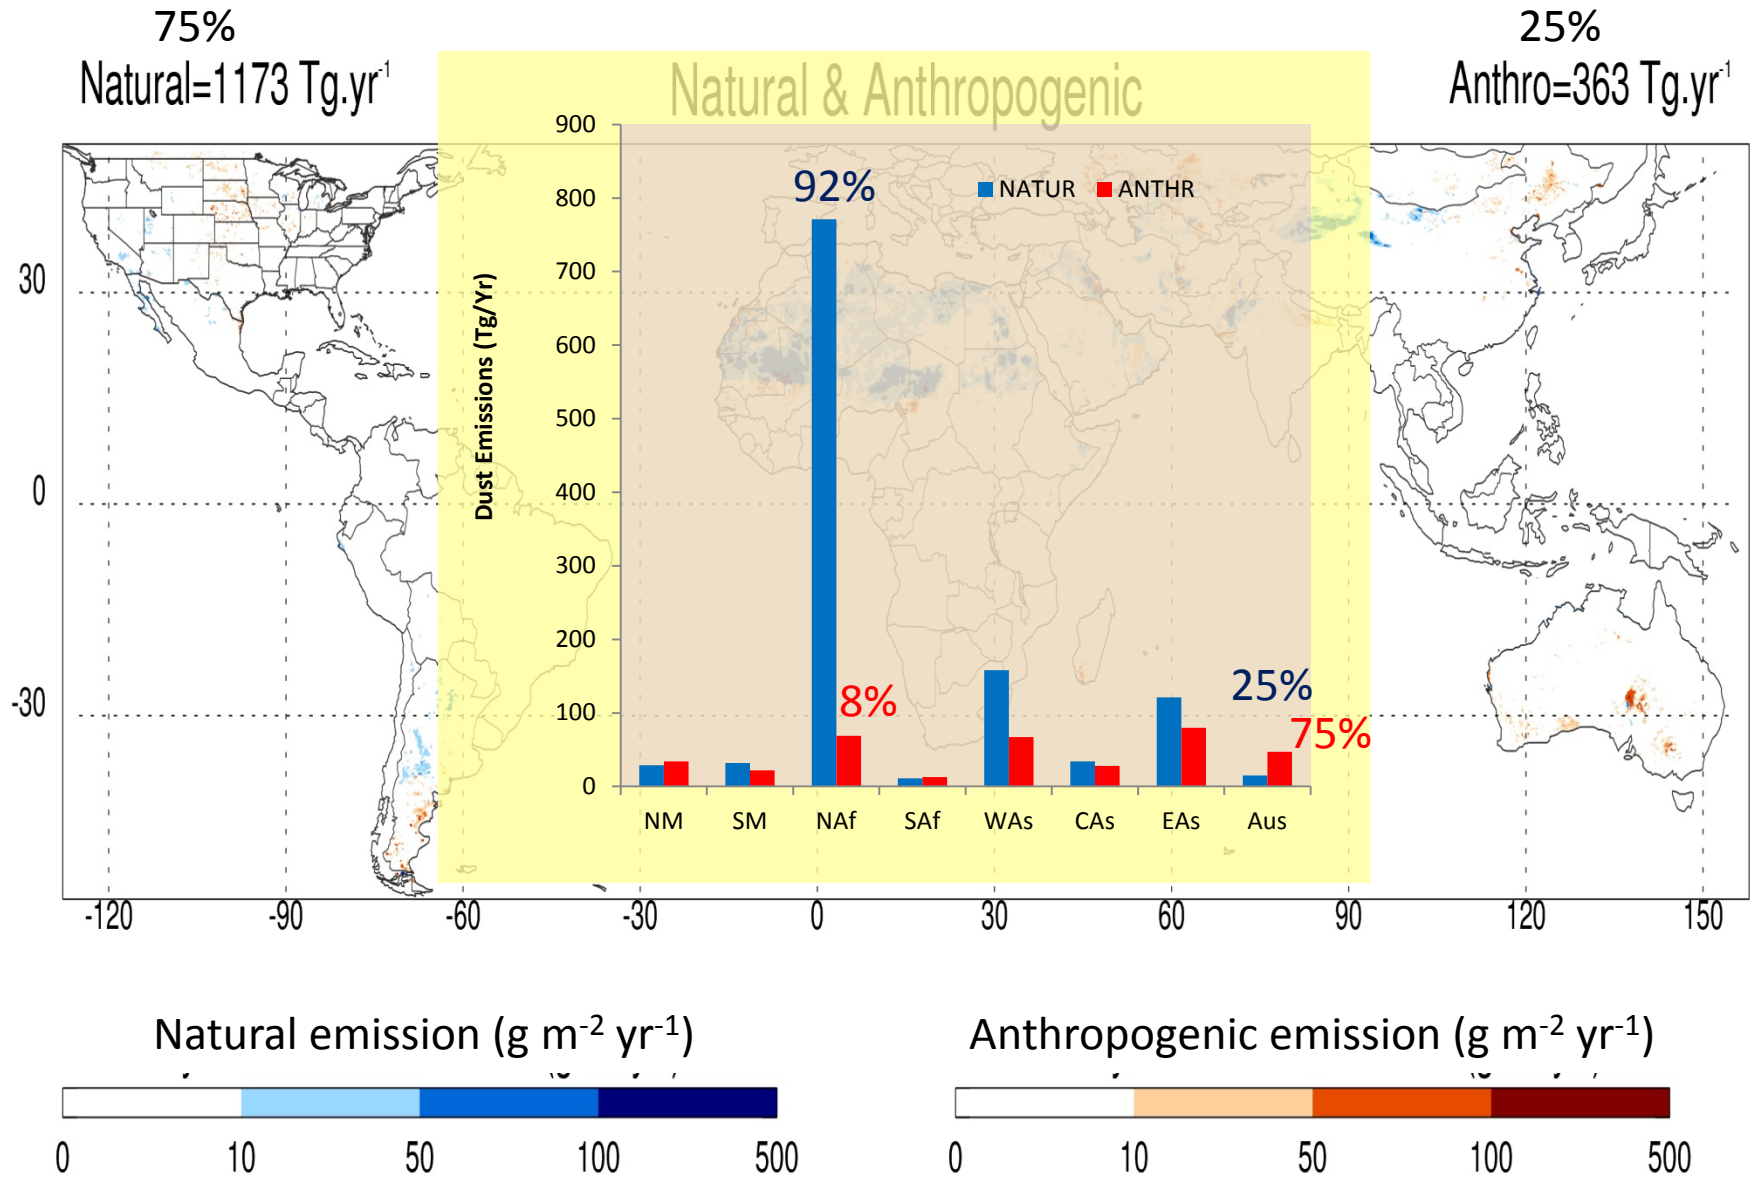 75%
25%
Natural=1173 Tg.yr⁻¹
Natural & Anthropogenic
Anthro=363 Tg.yr⁻¹
900
800
700
600
500
400
300
200
100
0
Dust Emissions (Tg/Yr)
NATUR
ANTHR
92%
8%
25%
75%
NM
SM
NAf
SAf
WAs
CAs
EAs
Aus
30
0
-30
-120
-90
-60
-30
0
30
60
90
120
150
Natural emission (g m⁻² yr⁻¹)
Anthropogenic emission (g m⁻² yr⁻¹)
0
10
50
100
500
0
10
50
100
500